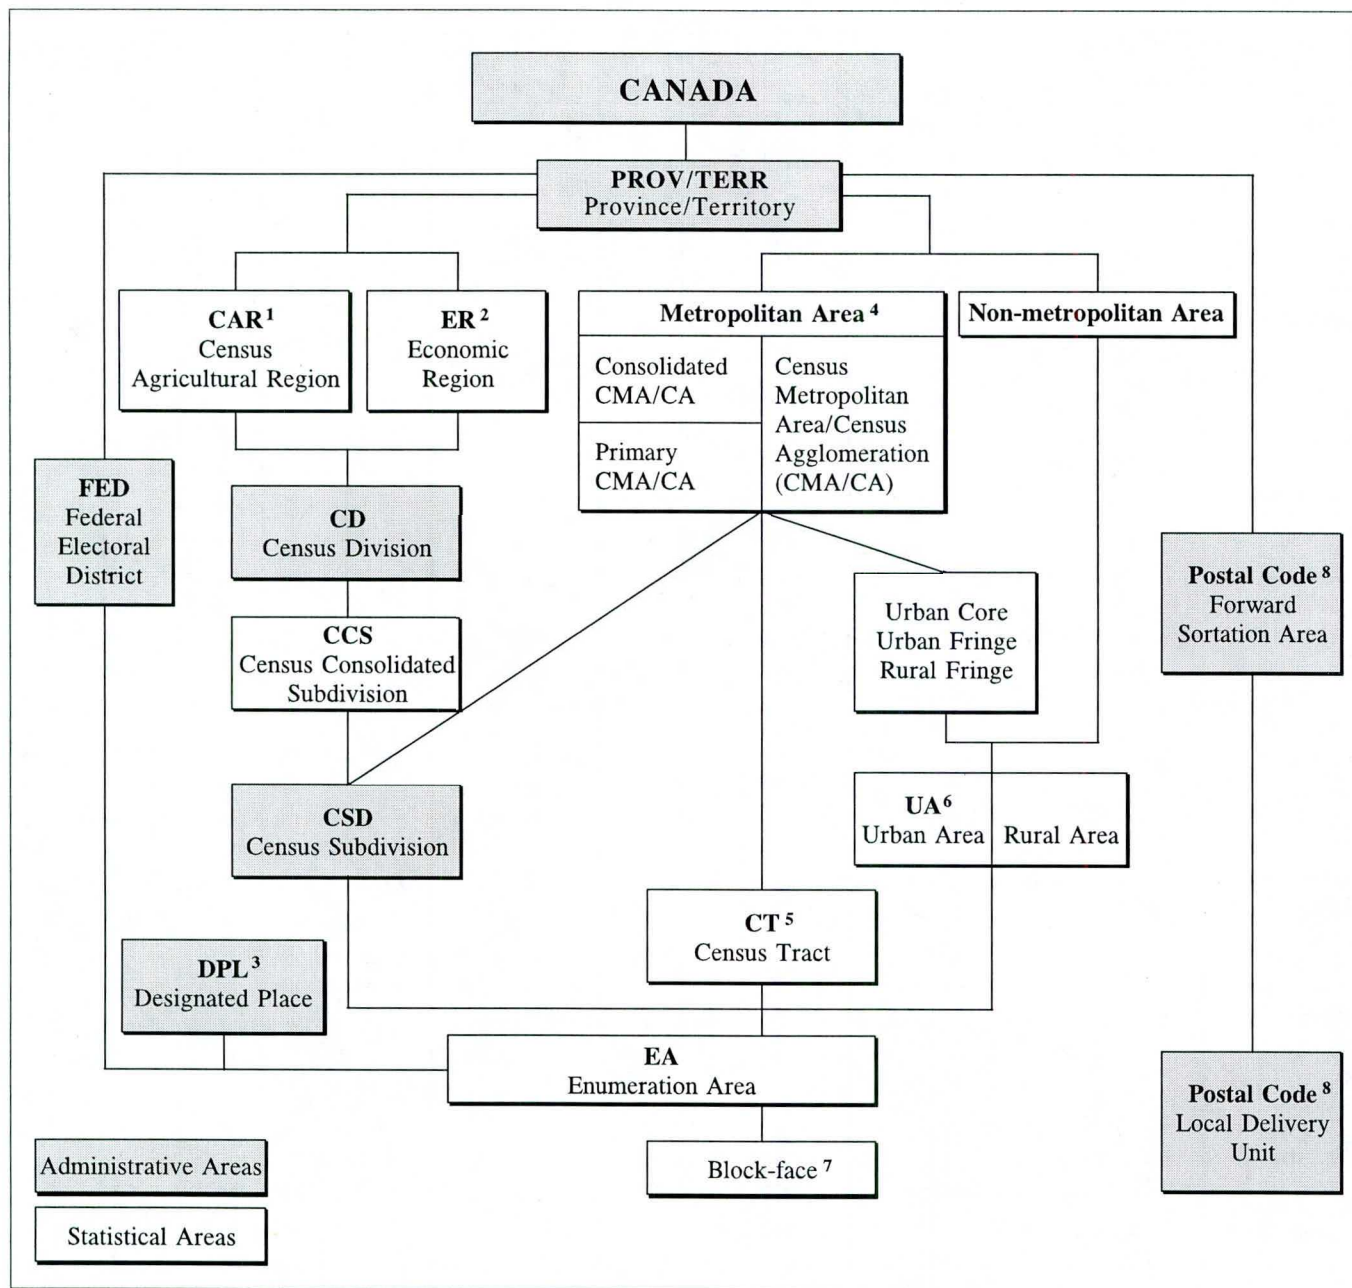 CANADA
PROV/TERR
Province/Territory
CAR¹
Census
Agricultural Region
ER²
Economic
Region
Metropolitan Area⁴
Consolidated
CMA/CA
Primary
CMA/CA
Census
Metropolitan
Area/Census
Agglomeration
(CMA/CA)
Non-metropolitan Area
FED
Federal
Electoral
District
CD
Census Division
CCS
Census Consolidated
Subdivision
Urban Core
Urban Fringe
Rural Fringe
Postal Code⁸
Forward
Sortation Area
CSD
Census Subdivision
UA⁶
Urban Area
Rural Area
CT⁵
Census Tract
DPL³
Designated Place
EA
Enumeration Area
Postal Code⁸
Local Delivery
Unit
Block-face⁷
Administrative Areas
Statistical Areas